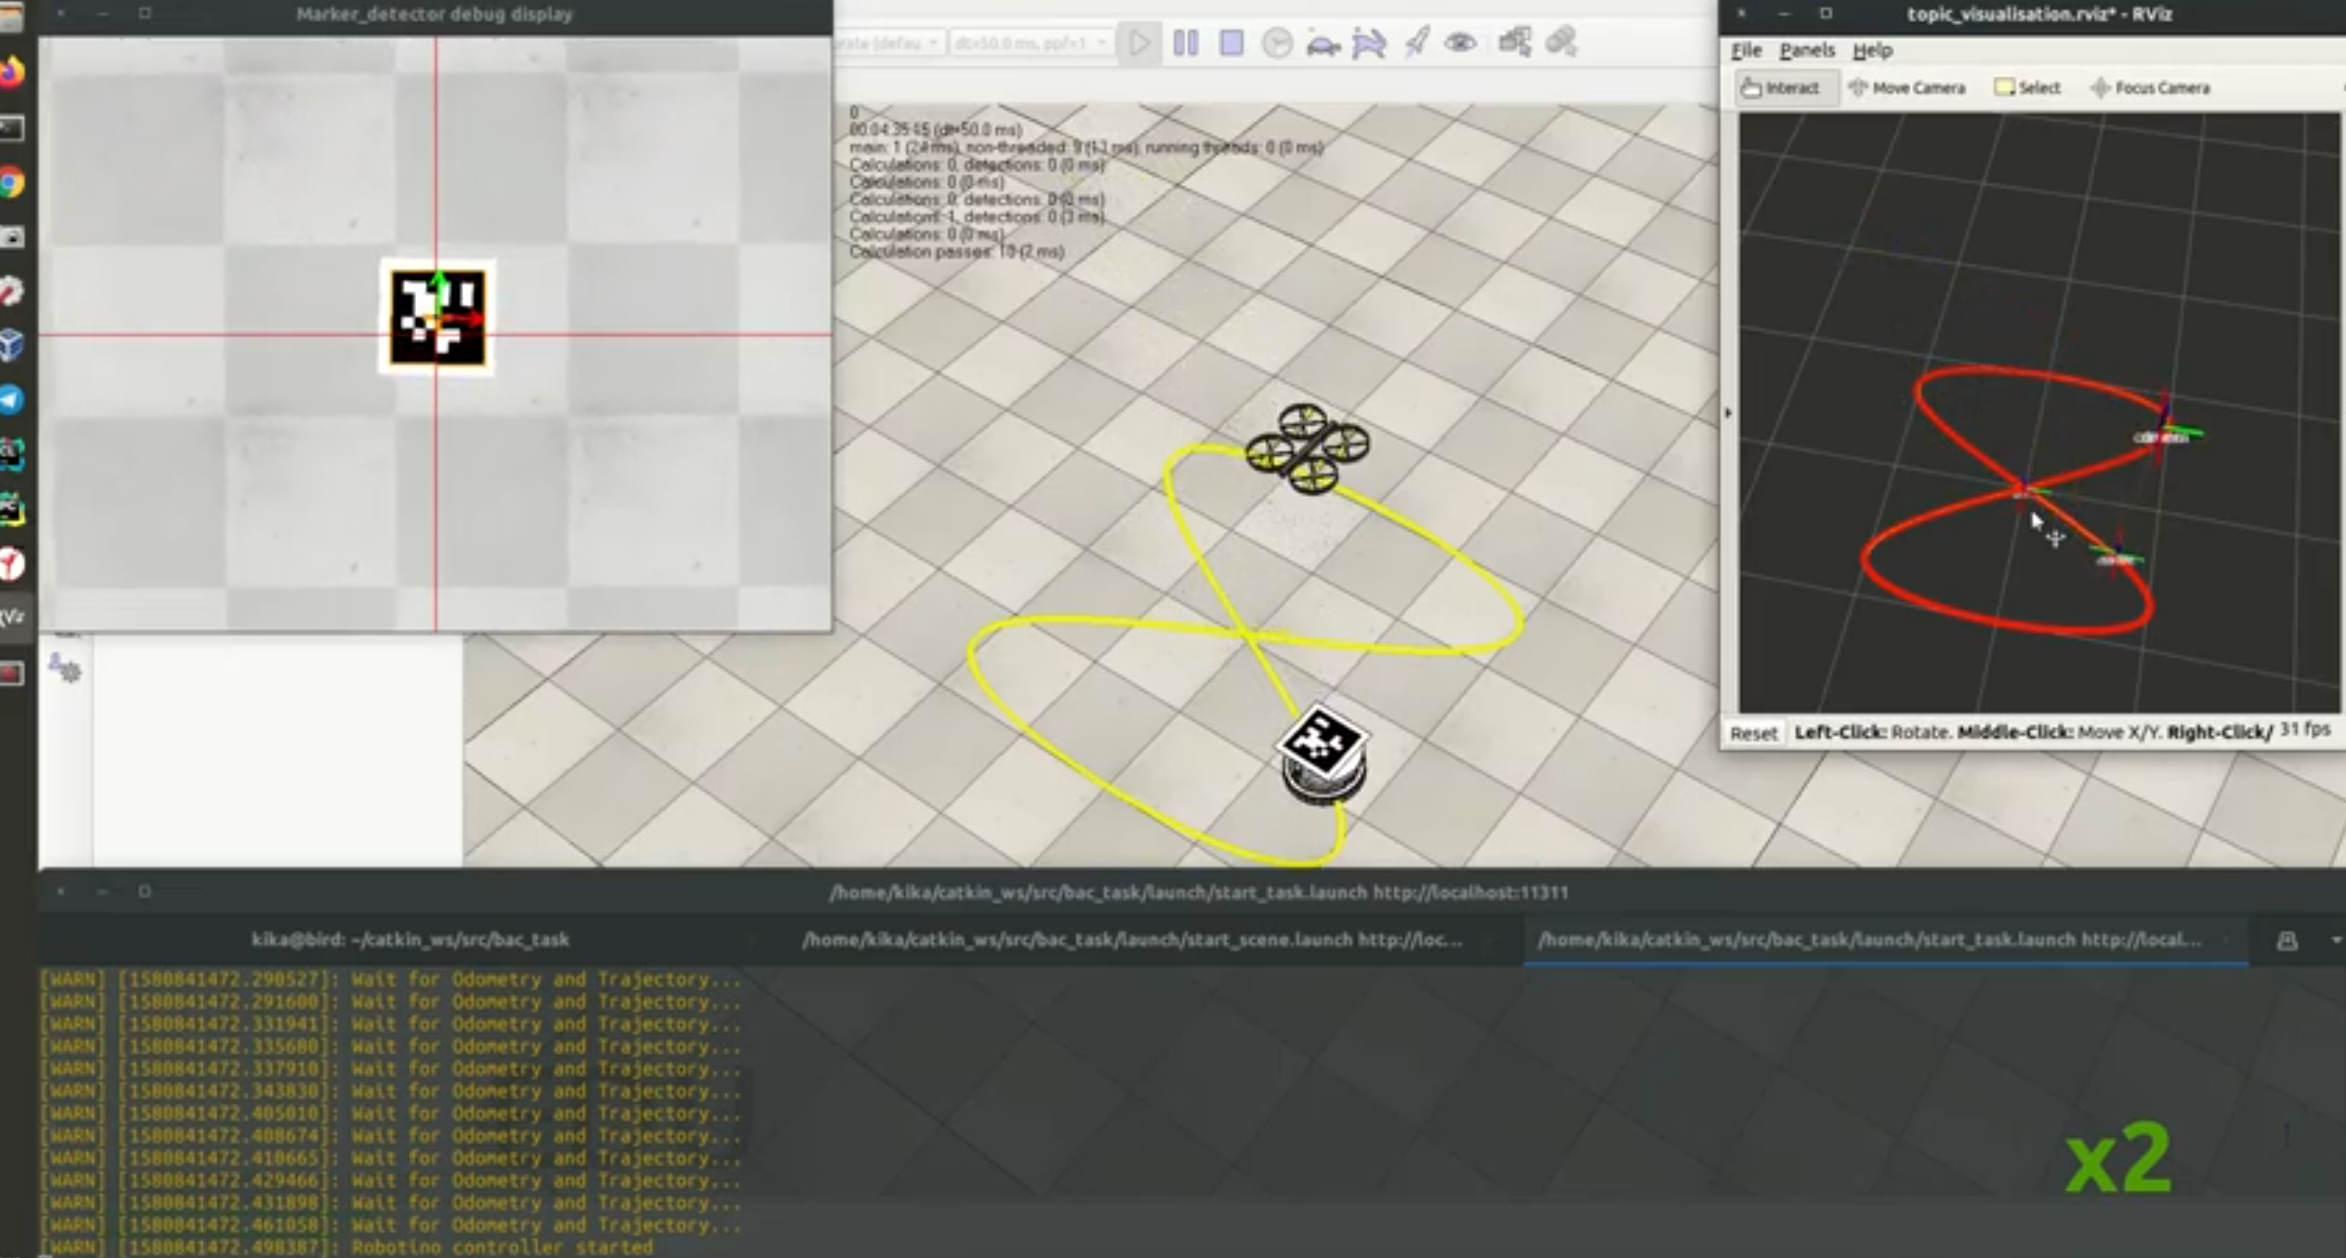 Marker_detector debug display
dt=50.0 ms, ppf=1
0
00:04:35:15 (dt=50.0 ms)
main: 1 (24 ms), non-threaded: 9 (13 ms), running threads: 0 (0 ms)
Calculations: 0, detections: 0 (0 ms)
Calculations: 0 (0 ms)
Calculations: 0, detections: 0 (0 ms)
Calculations: 1, detections: 0 (3 ms)
Calculations: 0 (0 ms)
Calculation passes: 10 (2 ms)
topic_visualisation.rviz* - RViz
File Panels Help
Interact Move Camera Select Focus Camera
Reset Left-Click: Rotate. Middle-Click: Move X/Y. Right-Click/ 31 fps
/home/kika/catkin_ws/src/bac_task/launch/start_task.launch http://localhost:11311
kika@bird: ~/catkin_ws/src/bac_task
/home/kika/catkin_ws/src/bac_task/launch/start_scene.launch http://loc...
/home/kika/catkin_ws/src/bac_task/launch/start_task.launch http://local...
[WARN] [1580841472.290527]: Wait for Odometry and Trajectory...
[WARN] [1580841472.291600]: Wait for Odometry and Trajectory...
[WARN] [1580841472.331941]: Wait for Odometry and Trajectory...
[WARN] [1580841472.335680]: Wait for Odometry and Trajectory...
[WARN] [1580841472.337910]: Wait for Odometry and Trajectory...
[WARN] [1580841472.343830]: Wait for Odometry and Trajectory...
[WARN] [1580841472.405010]: Wait for Odometry and Trajectory...
[WARN] [1580841472.408674]: Wait for Odometry and Trajectory...
[WARN] [1580841472.410665]: Wait for Odometry and Trajectory...
[WARN] [1580841472.429466]: Wait for Odometry and Trajectory...
[WARN] [1580841472.431898]: Wait for Odometry and Trajectory...
[WARN] [1580841472.461058]: Wait for Odometry and Trajectory...
[WARN] [1580841472.498387]: Robotino controller started
x2